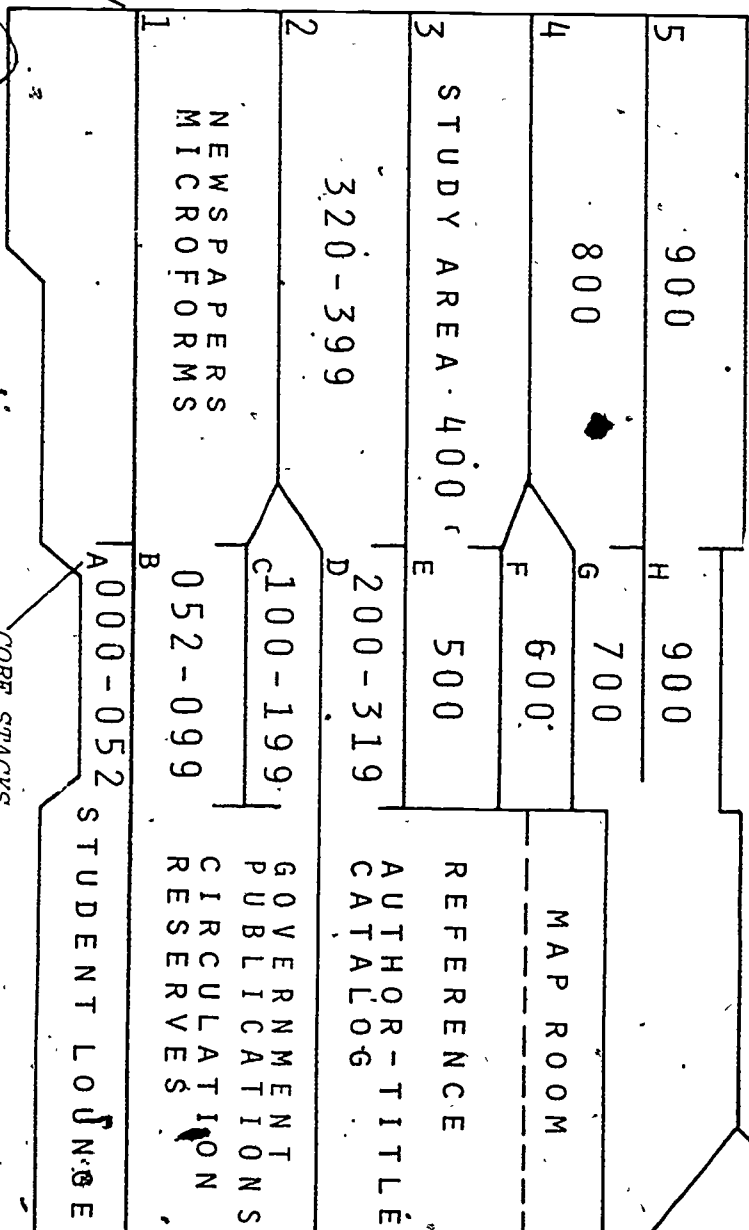 5
900
H
900
4
800
G
700
F
600
MAP ROOM
3
STUDY AREA 400
E
500
REFERENCE
AUTHOR-TITLE
CATALOG
2
320-399
D
200-319
C
100-199
GOVERNMENT
PUBLICATIONS
CIRCULATION
RESERVES
1
NEWSPAPERS
MICROFORMS
B
052-099
A
000-052
STUDENT LOUNGE
CORE STACKS